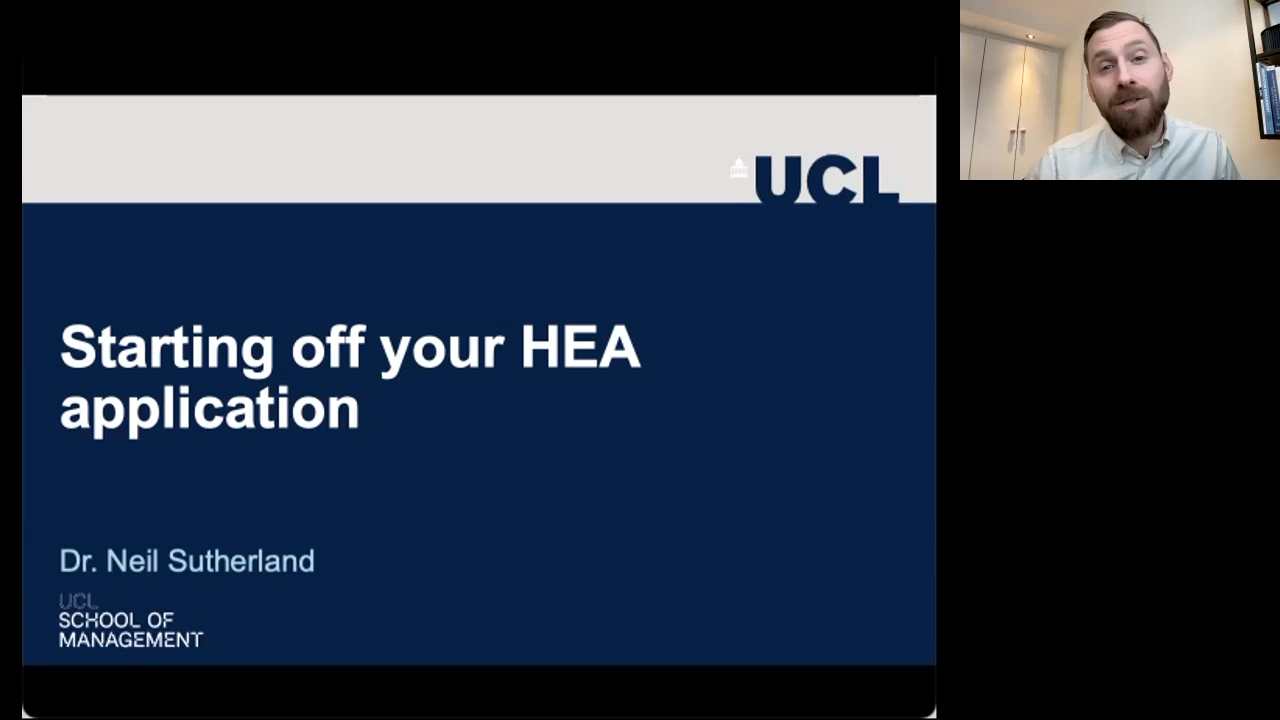 UCL
Starting off your HEA
application
Dr. Neil Sutherland
UCL
SCHOOL OF
MANAGEMENT